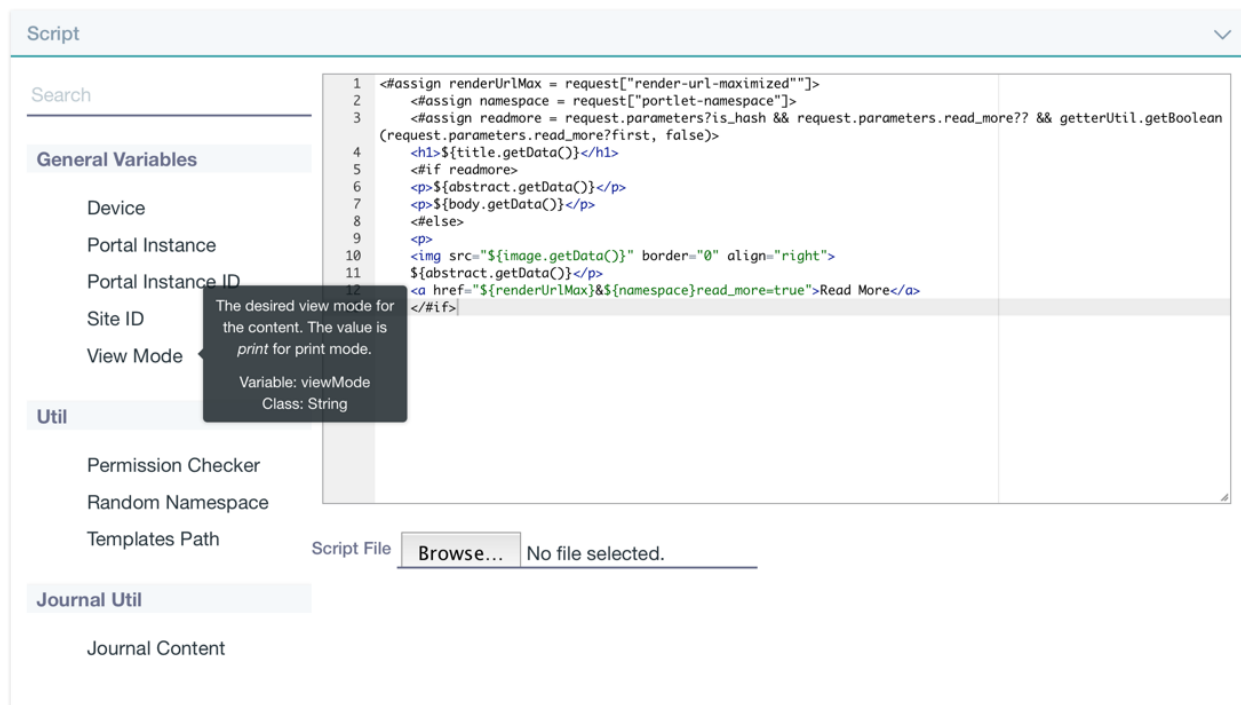 Script
Search
General Variables
Device
Portal Instance
Portal Instance ID
Site ID
View Mode
The desired view mode for
the content. The value is
print for print mode.
Variable: viewMode
Class: String
Util
Permission Checker
Random Namespace
Templates Path
Journal Util
Journal Content
1 <#assign renderUrlMax = request["render-url-maximized""]>
2 <#assign namespace = request["portlet-namespace"]>
3 <#assign readmore = request.parameters?is_hash && request.parameters.read_more?? && getterUtil.getBoolean
(request.parameters.read_more?first, false)>
4 <h1>${title.getData()}</h1>
5 <#if readmore>
6 <p>${abstract.getData()}</p>
7 <p>${body.getData()}</p>
8 <#else>
9 <p>
10 <img src="${image.getData()}" border="0" align="right">
11 ${abstract.getData()}</p>
12 <a href="${renderUrlMax}&${namespace}read_more=true">Read More</a>
</#if>
Script File Browse... No file selected.